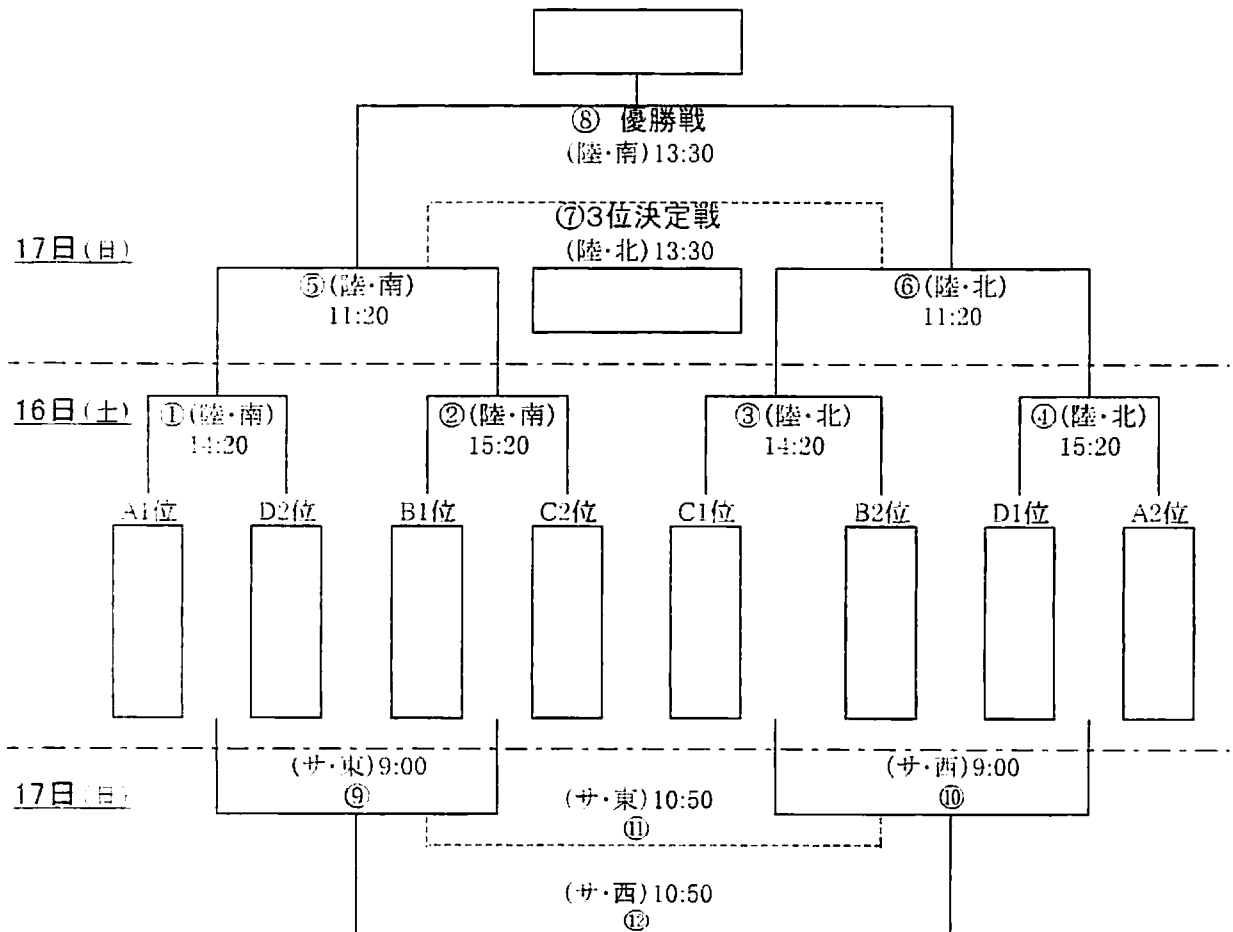 ⑧ 優勝戦
(陸・南)13:30
⑦3位決定戦
(陸・北)13:30
17日(日)
⑤(陸・南)
11:20
⑥(陸・北)
11:20
16日(土)
①(陸・南)
14:20
②(陸・南)
15:20
③(陸・北)
14:20
④(陸・北)
15:20
A1位
D2位
B1位
C2位
C1位
B2位
D1位
A2位
(サ・東)9:00
⑨
(サ・西)9:00
⑩
17日(日)
(サ・東)10:50
⑪
(サ・西)10:50
⑫